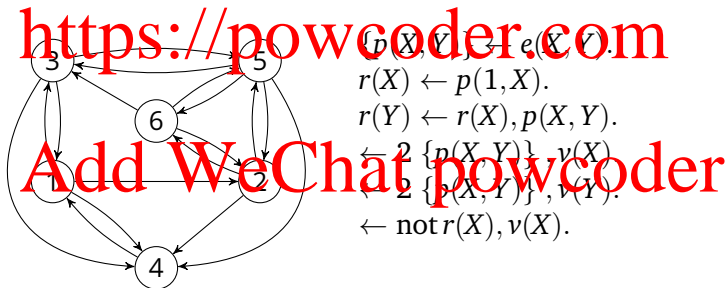 https://powcoder.com
Add WeChat powcoder
3
5
6
1
2
4
{p(X,Y)} ← e(X,Y).
r(X) ← p(1,X).
r(Y) ← r(X), p(X,Y).
← 2 {p(X,Y)}, v(X).
← 2 {p(X,Y)}, v(Y).
← not r(X), v(X).